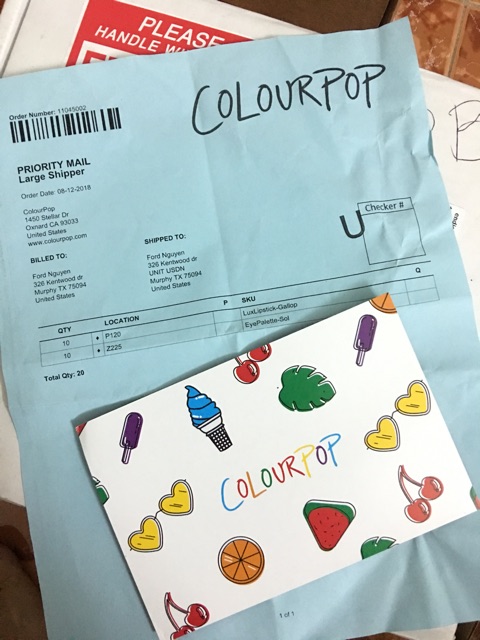 PLEASE
HANDLE
Order Number: 11045002
COLOURPOP
PRIORITY MAIL
Large Shipper
Order Date: 08-12-2018
ColourPop
1450 Stellar Dr
Oxnard CA 93033
United States
www.colourpop.com
U
Checker #
BILLED TO:
Ford Nguyen
326 Kentwood dr
Murphy TX 75094
United States
SHIPPED TO:
Ford Nguyen
326 Kentwood dr
UNIT USDN
Murphy TX 75094
United States
QTY LOCATION P SKU Q
10 ♦ P120 LuxLipstick-Gallop
10 ♦ Z225 EyePalette-Sol
Total Qty: 20
COLOURPOP
1 of 1